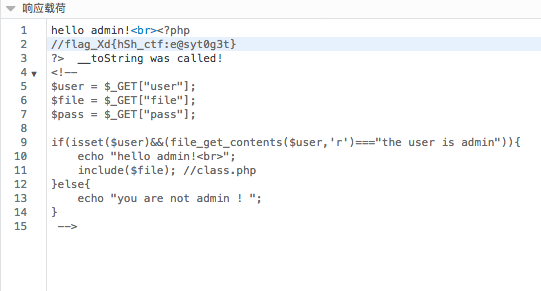 响应载荷
1 hello admin!<br><?php
2 //flag_Xd{hSh_ctf:e@syt0g3t}
3 ?>  __toString was called!
4 <!--
5 $user = $_GET["user"];
6 $file = $_GET["file"];
7 $pass = $_GET["pass"];
8
9 if(isset($user)&&(file_get_contents($user,'r')==="the user is admin")){
10     echo "hello admin!<br>";
11     include($file); //class.php
12 }else{
13     echo "you are not admin ! ";
14 }
15  -->